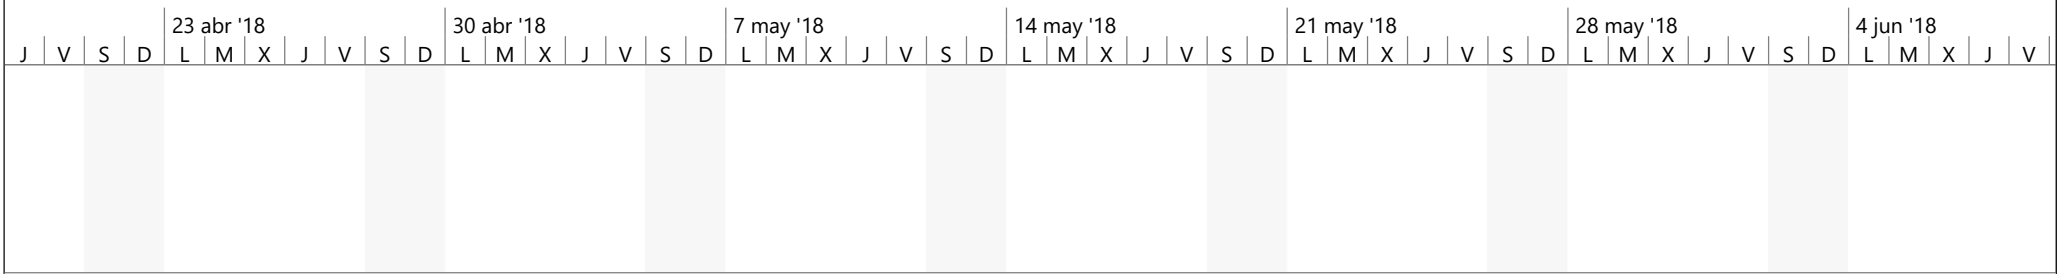 23 abr '18 30 abr '18 7 may '18 14 may '18 21 may '18 28 may '18 4 jun '18
J V S D L M X J V S D L M X J V S D L M X J V S D L M X J V S D L M X J V S D L M X J V S D L M X J V